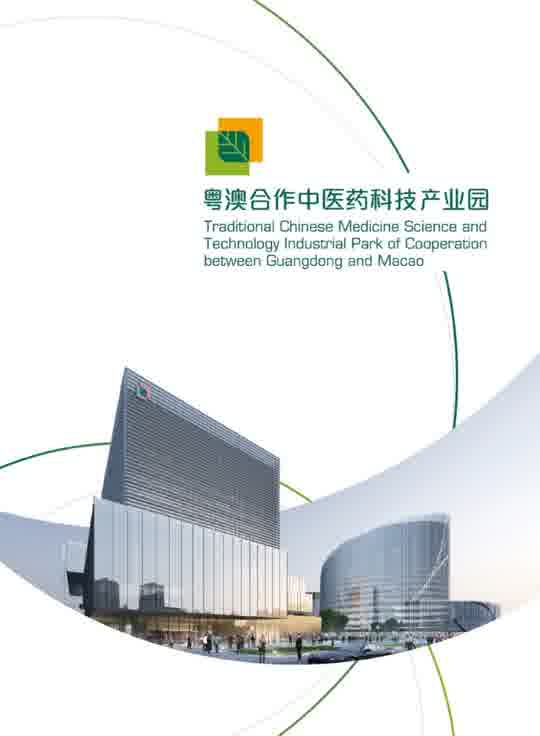 粤澳合作中医药科技产业园
Traditional Chinese Medicine Science and
Technology Industrial Park of Cooperation
between Guangdong and Macao